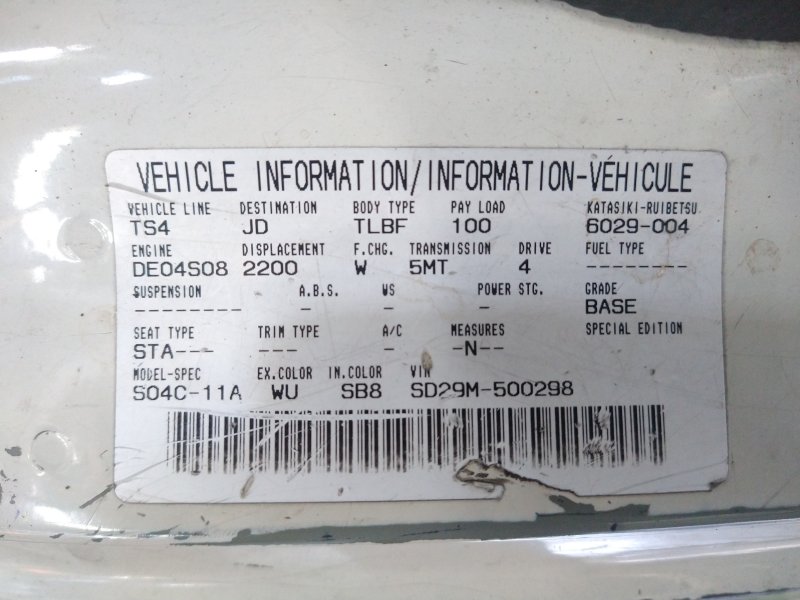 VEHICLE INFORMATION/INFORMATION-VÉHICULE
VEHICLE LINE DESTINATION BODY TYPE PAY LOAD KATASIKI-RUIBETSU
TS4 JD TLBF 100 6029-004
ENGINE DISPLACEMENT F.CHG. TRANSMISSION DRIVE FUEL TYPE
DE04S08 2200 W 5MT 4 --------
SUSPENSION A.B.S. WS POWER STG. GRADE
-------- - - - BASE
SEAT TYPE TRIM TYPE A/C MEASURES SPECIAL EDITION
STA--- --- - -N--
MODEL-SPEC EX.COLOR IN.COLOR VIN
S04C-11A WU SB8 SD29M-500298